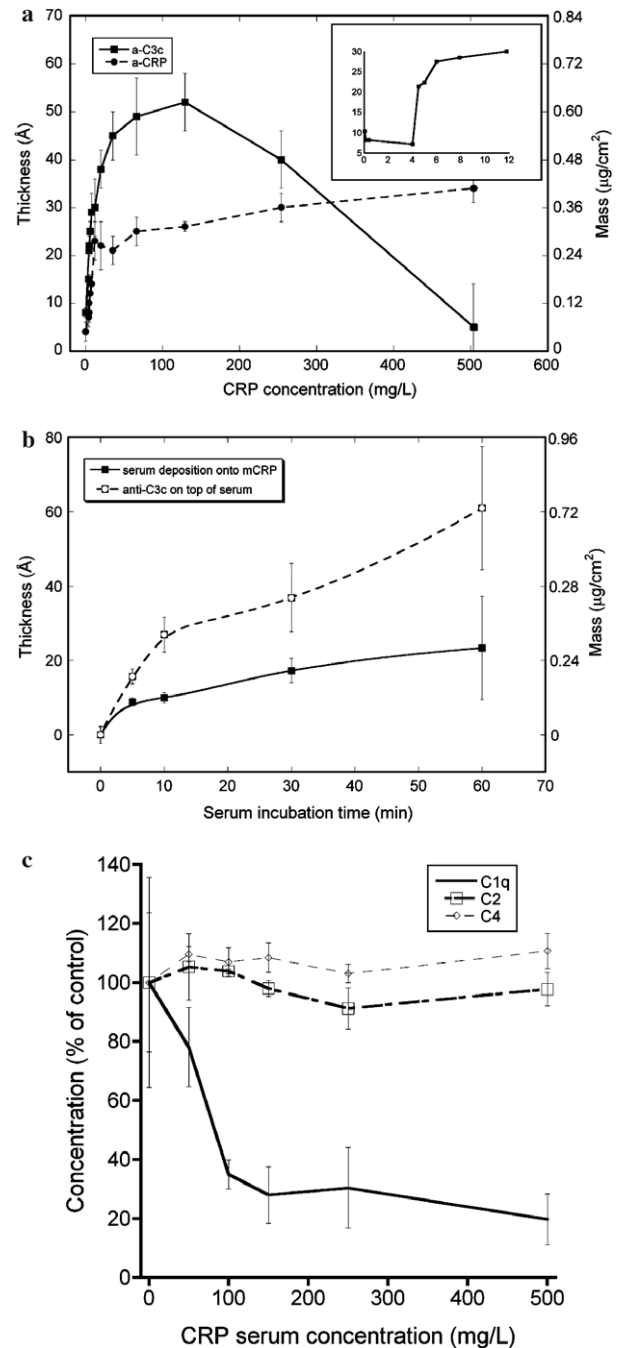 a
a-C3c
a-CRP
70
60
50
40
30
20
10
0
Thickness (Å)
30
25
20
15
10
5
0 2 4 6 8 10 12
0.84
0.72
0.60
0.48
0.36
0.24
0.12
0
Mass (µg/cm²)
0 100 200 300 400 500 600
CRP concentration (mg/L)
b
serum deposition onto mCRP
anti-C3c on top of serum
80
60
40
20
0
Thickness (Å)
0.96
0.72
0.28
0.24
0
Mass (µg/cm²)
0 10 20 30 40 50 60 70
Serum incubation time (min)
c
C1q
C2
C4
140
120
100
80
60
40
20
0
Concentration (% of control)
0 100 200 300 400 500
CRP serum concentration (mg/L)